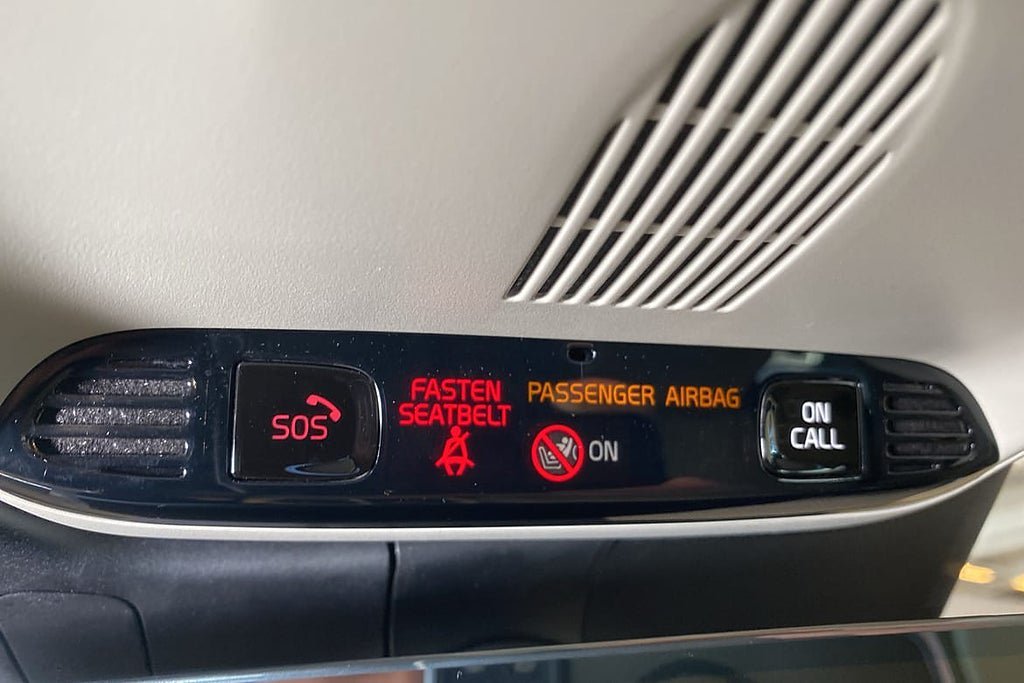 SOS
FASTEN
SEATBELT
PASSENGER AIRBAG
ON
ON
CALL